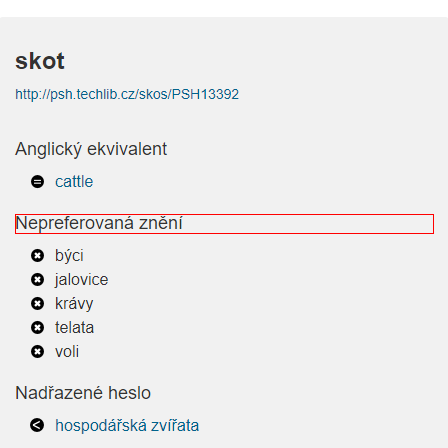 skot
http://psh.techlib.cz/skos/PSH13392
Anglický ekvivalent
cattle
Nepreferovaná znění
býci
jalovice
krávy
telata
voli
Nadřazené heslo
hospodářská zvířata